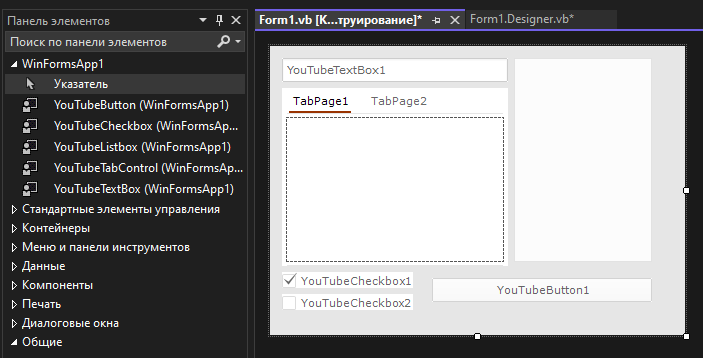 Панель элементов
Поиск по панели элементов
WinFormsApp1
Указатель
YouTubeButton (WinFormsApp1)
YouTubeCheckbox (WinFormsAp...
YouTubeListbox (WinFormsApp1)
YouTubeTabControl (WinFormsAp...
YouTubeTextBox (WinFormsApp1)
Стандартные элементы управления
Контейнеры
Меню и панели инструментов
Данные
Компоненты
Печать
Диалоговые окна
Общие
Form1.vb [К...труирование]*
Form1.Designer.vb*
YouTubeTextBox1
TabPage1 TabPage2
YouTubeCheckbox1
YouTubeCheckbox2
YouTubeButton1